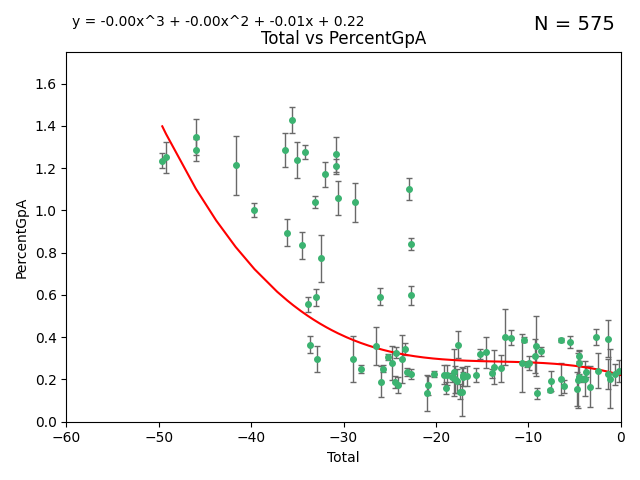 y = -0.00x^3 + -0.00x^2 + -0.01x + 0.22
N = 575
Total vs PercentGpA
PercentGpA
1.6
1.4
1.2
1.0
0.8
0.6
0.4
0.2
0.0
−60 −50 −40 −30 −20 −10 0
Total